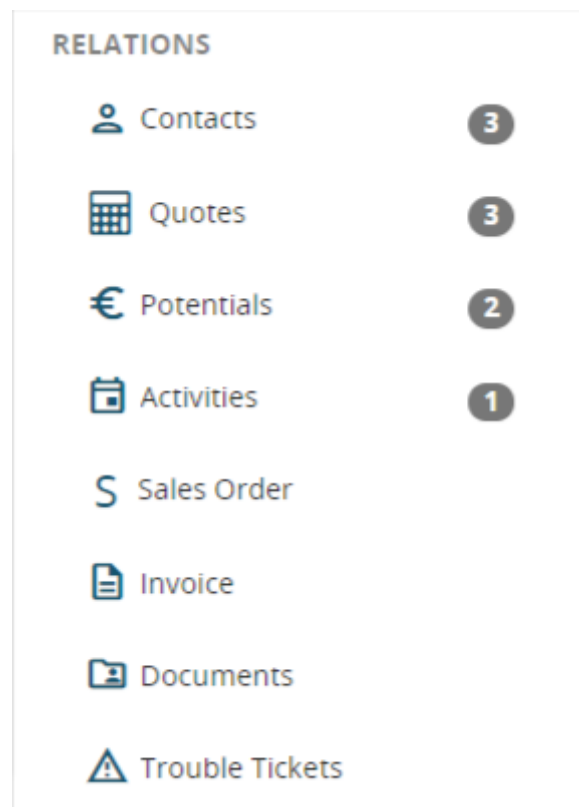 RELATIONS
Contacts 3
Quotes 3
€ Potentials 2
Activities 1
S Sales Order
Invoice
Documents
Trouble Tickets